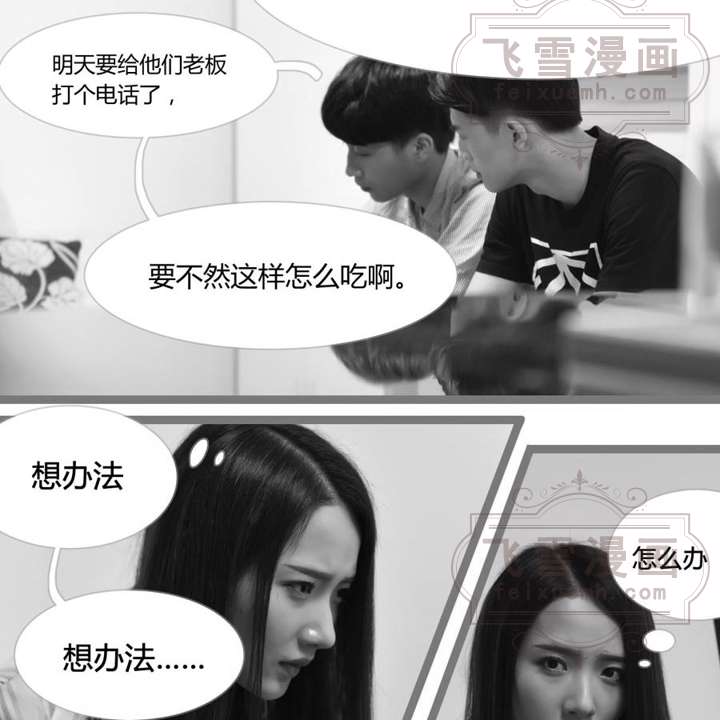 飞雪漫画
feixuemh.com
明天要给他们老板
打个电话了，
要不然这样怎么吃啊。
想办法
想办法……
怎么办
飞雪漫画
feixuemh.com